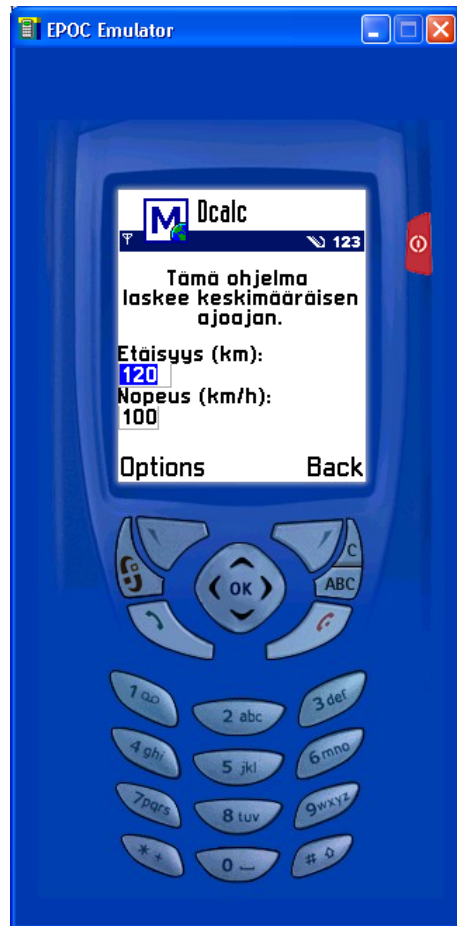 EPOC Emulator
M Dcalc
123
Tämä ohjelma
laskee keskimääräisen
ajoajan.
Etäisyys (km):
120
Nopeus (km/h):
100
Options Back
C
OK ABC
1
2 abc
3 def
4 ghi
5 jkl
6 mno
7pqrs
8 tuv
9wxyz
* +
0
#